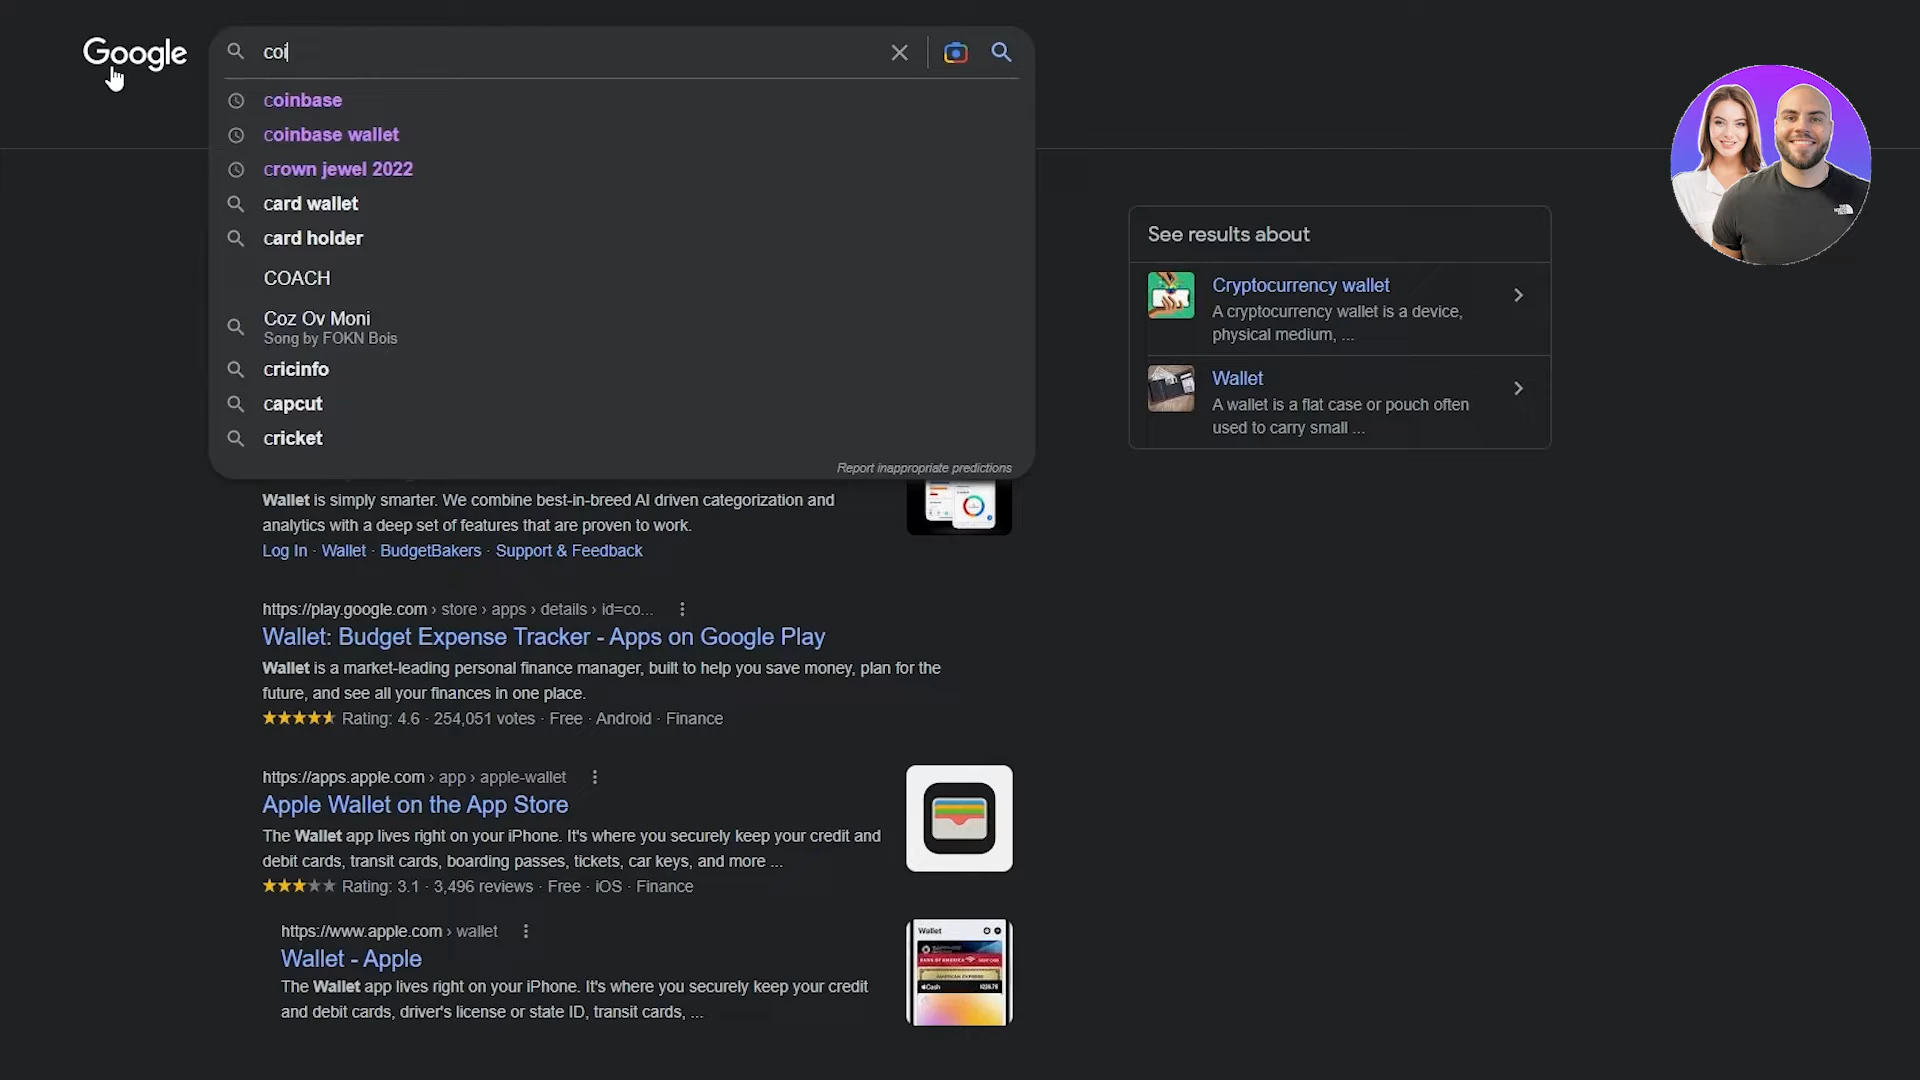 Google
coi
coinbase
coinbase wallet
crown jewel 2022
card wallet
card holder
COACH
Coz Ov Moni
Song by FOKN Bois
cricinfo
capcut
cricket
Report inappropriate predictions
See results about
Cryptocurrency wallet
A cryptocurrency wallet is a device,
physical medium, ...
Wallet
A wallet is a flat case or pouch often
used to carry small ...
Wallet is simply smarter. We combine best-in-breed AI driven categorization and
analytics with a deep set of features that are proven to work.
Log In · Wallet · BudgetBakers · Support & Feedback
https://play.google.com › store › apps › details › id=co...
Wallet: Budget Expense Tracker - Apps on Google Play
Wallet is a market-leading personal finance manager, built to help you save money, plan for the
future, and see all your finances in one place.
Rating: 4.6 · 254,051 votes · Free · Android · Finance
https://apps.apple.com › app › apple-wallet
Apple Wallet on the App Store
The Wallet app lives right on your iPhone. It's where you securely keep your credit and
debit cards, transit cards, boarding passes, tickets, car keys, and more ...
Rating: 3.1 · 3,496 reviews · Free · iOS · Finance
https://www.apple.com › wallet
Wallet - Apple
The Wallet app lives right on your iPhone. It's where you securely keep your credit
and debit cards, driver's license or state ID, transit cards, ...
Wallet
BANK OF AMERICA
AMERICAN EXPRESS
Cash